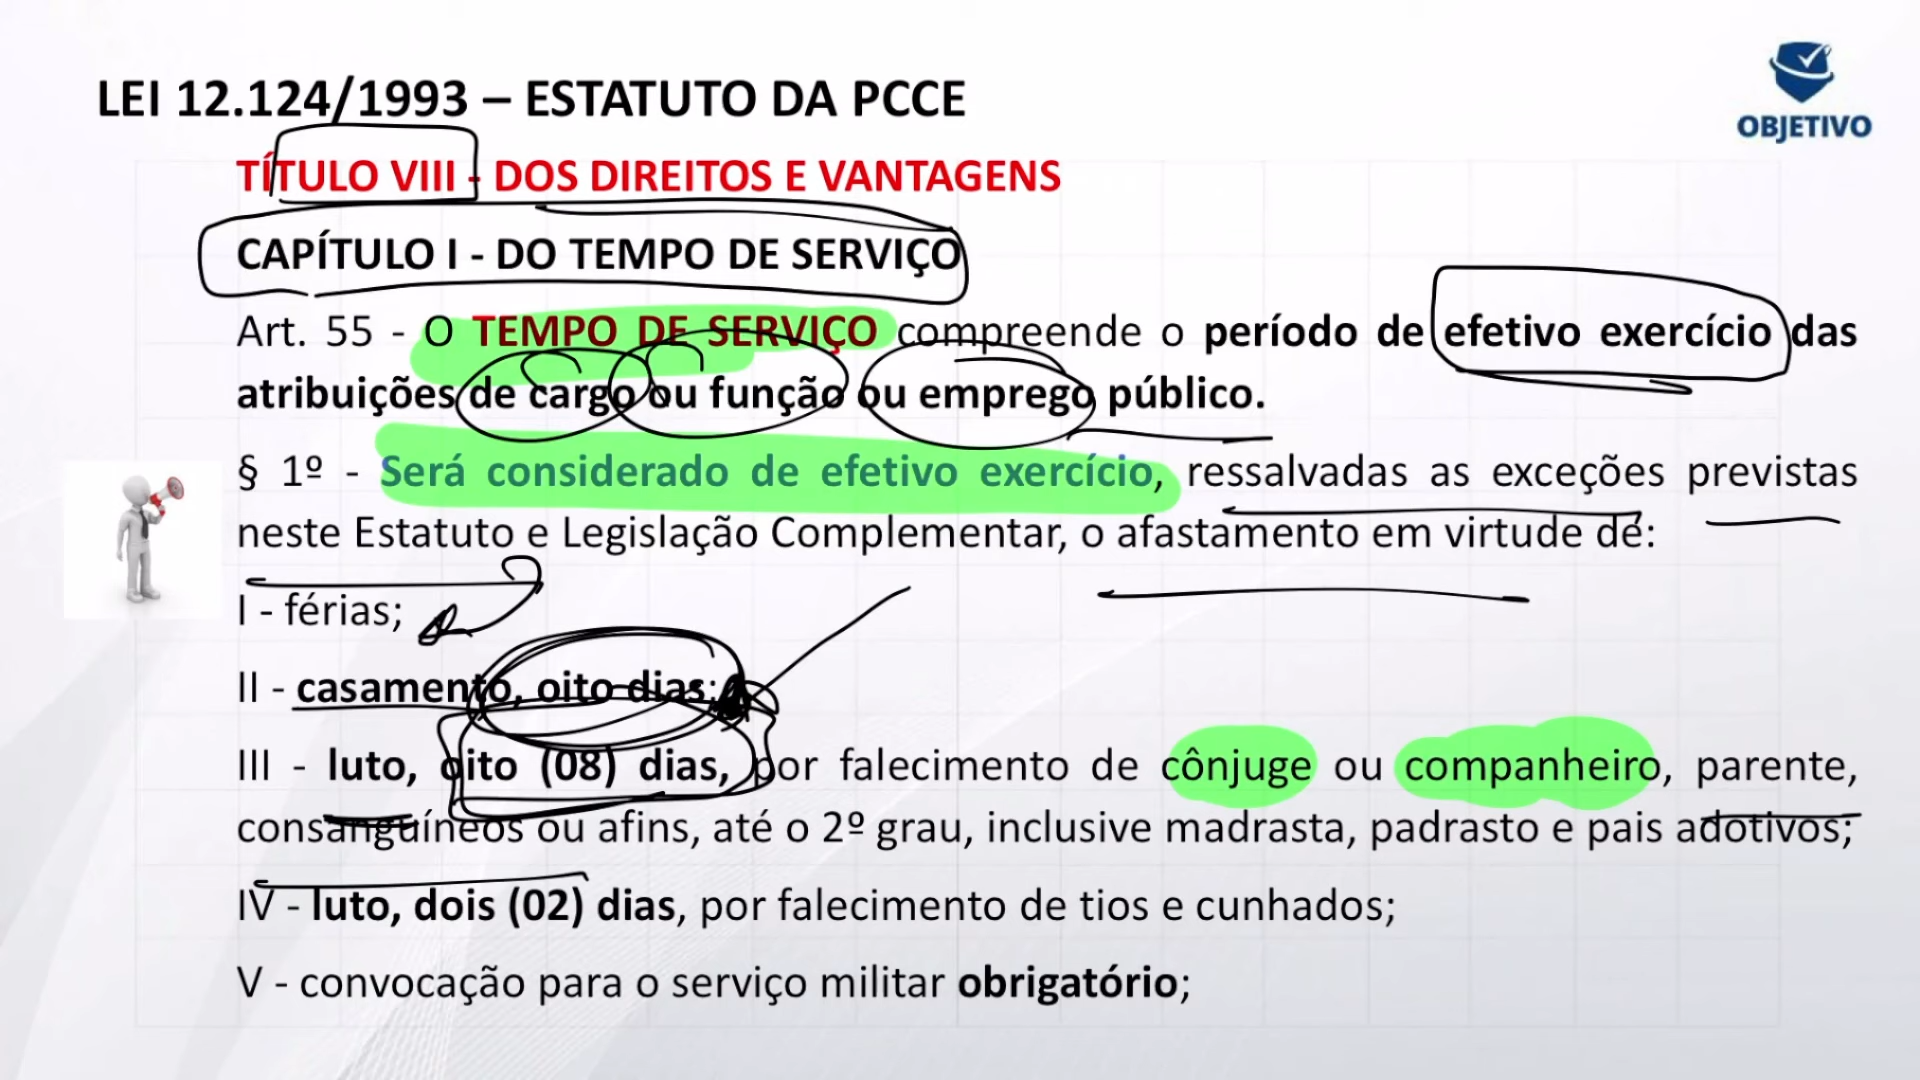 LEI 12.124/1993 – ESTATUTO DA PCCE
OBJETIVO
TÍTULO VIII - DOS DIREITOS E VANTAGENS
CAPÍTULO I - DO TEMPO DE SERVIÇO
Art. 55 - O TEMPO DE SERVIÇO compreende o período de efetivo exercício das
atribuições de cargo ou função ou emprego público.
§ 1º - Será considerado de efetivo exercício, ressalvadas as exceções previstas
neste Estatuto e Legislação Complementar, o afastamento em virtude de:
I - férias;
II - casamento, oito dias;
III - luto, oito (08) dias, por falecimento de cônjuge ou companheiro, parente,
consanguíneos ou afins, até o 2º grau, inclusive madrasta, padrasto e pais adotivos;
IV - luto, dois (02) dias, por falecimento de tios e cunhados;
V - convocação para o serviço militar obrigatório;